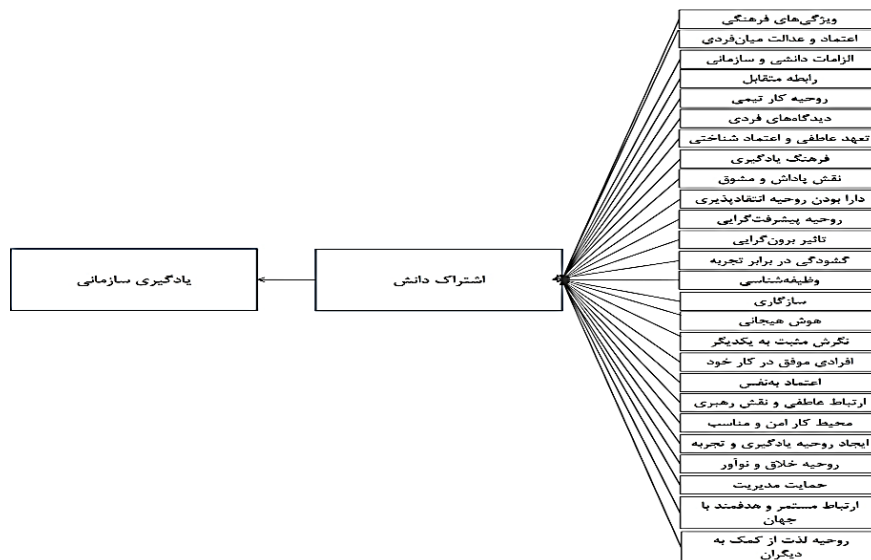 ویژگی‌های فرهنگی
اعتماد و عدالت میان‌فردی
الزامات دانشی و سازمانی
رابطه متقابل
روحیه کار تیمی
دیدگاه‌های فردی
تعهد عاطفی و اعتماد شناختی
فرهنگ یادگیری
نقش پاداش و مشوق
دارا بودن روحیه انتقادپذیری
روحیه پیشرفت‌گرایی
تاثیر برون‌گرایی
گشودگی در برابر تجربه
وظیفه‌شناسی
سازگاری
هوش هیجانی
نگرش مثبت به یکدیگر
افرادی موفق در کار خود
اعتماد به‌نفس
ارتباط عاطفی و نقش رهبری
محیط کار امن و مناسب
ایجاد روحیه یادگیری و تجربه
روحیه خلاق و نوآور
حمایت مدیریت
ارتباط مستمر و هدفمند با
جهان
روحیه لذت از کمک به
دیگران
اشتراک دانش
یادگیری سازمانی